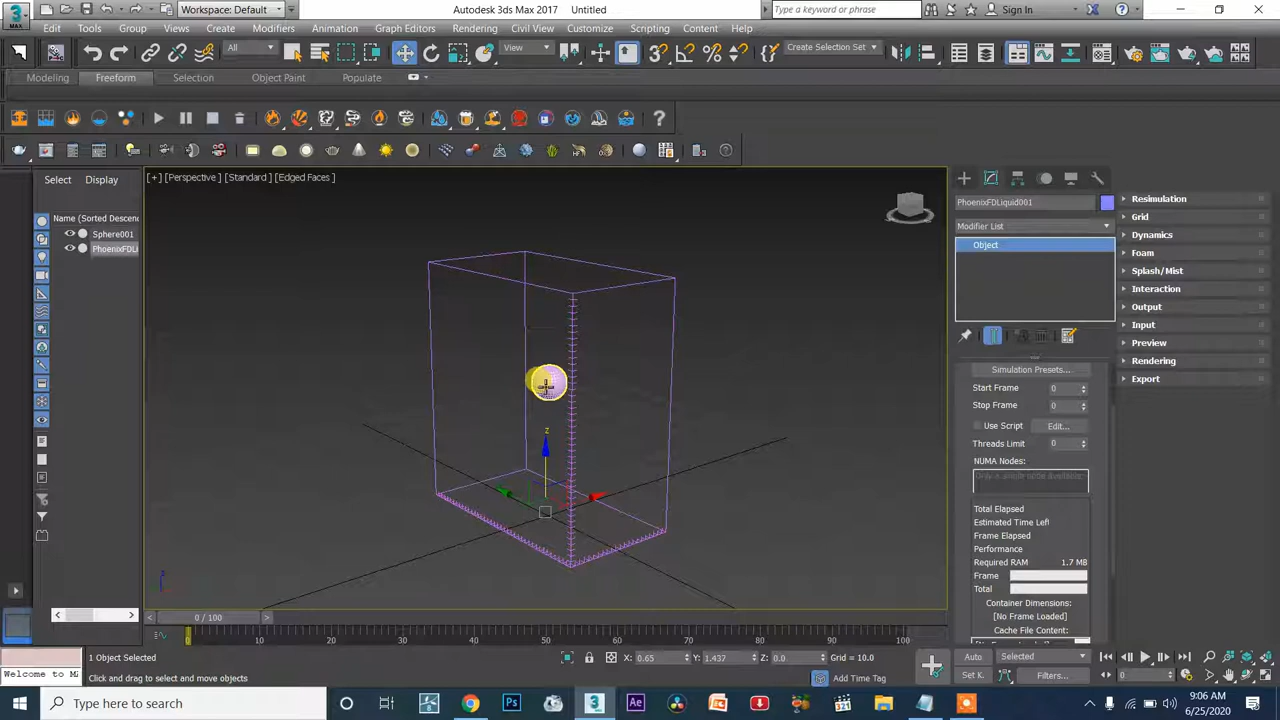 MAX
Workspace: Default
Autodesk 3ds Max 2017 Untitled
Type a keyword or phrase
Sign In
Edit Tools Group Views Create Modifiers Animation Graph Editors Rendering Civil View Customize Scripting Content Help
All
View
Create Selection Set
Modeling Freeform Selection Object Paint Populate
Select Display
[+] [Perspective ] [Standard ] [Edged Faces ]
Name (Sorted Descend
Sphere001
PhoenixFDLi
z
PhoenixFDLiquid001
Modifier List
Object
Simulation Presets...
Start Frame 0
Stop Frame 0
Use Script Edit...
Threads Limit 0
NUMA Nodes:
Only a single node available.
Total Elapsed
Estimated Time Left
Frame Elapsed
Performance
Required RAM 1.7 MB
Frame
Total
Container Dimensions:
[No Frame Loaded]
Cache File Content:
Resimulation
Grid
Dynamics
Foam
Splash/Mist
Interaction
Output
Input
Preview
Rendering
Export
0 / 100
10 20 30 40 50 60 70 80 90 100
1 Object Selected
Welcome to M
Click and drag to select and move objects
X: 0.65 Y: 1.437 Z: 0.0 Grid = 10.0
Add Time Tag
Auto Selected
Set K. Filters...
0
Type here to search
9:06 AM
6/25/2020